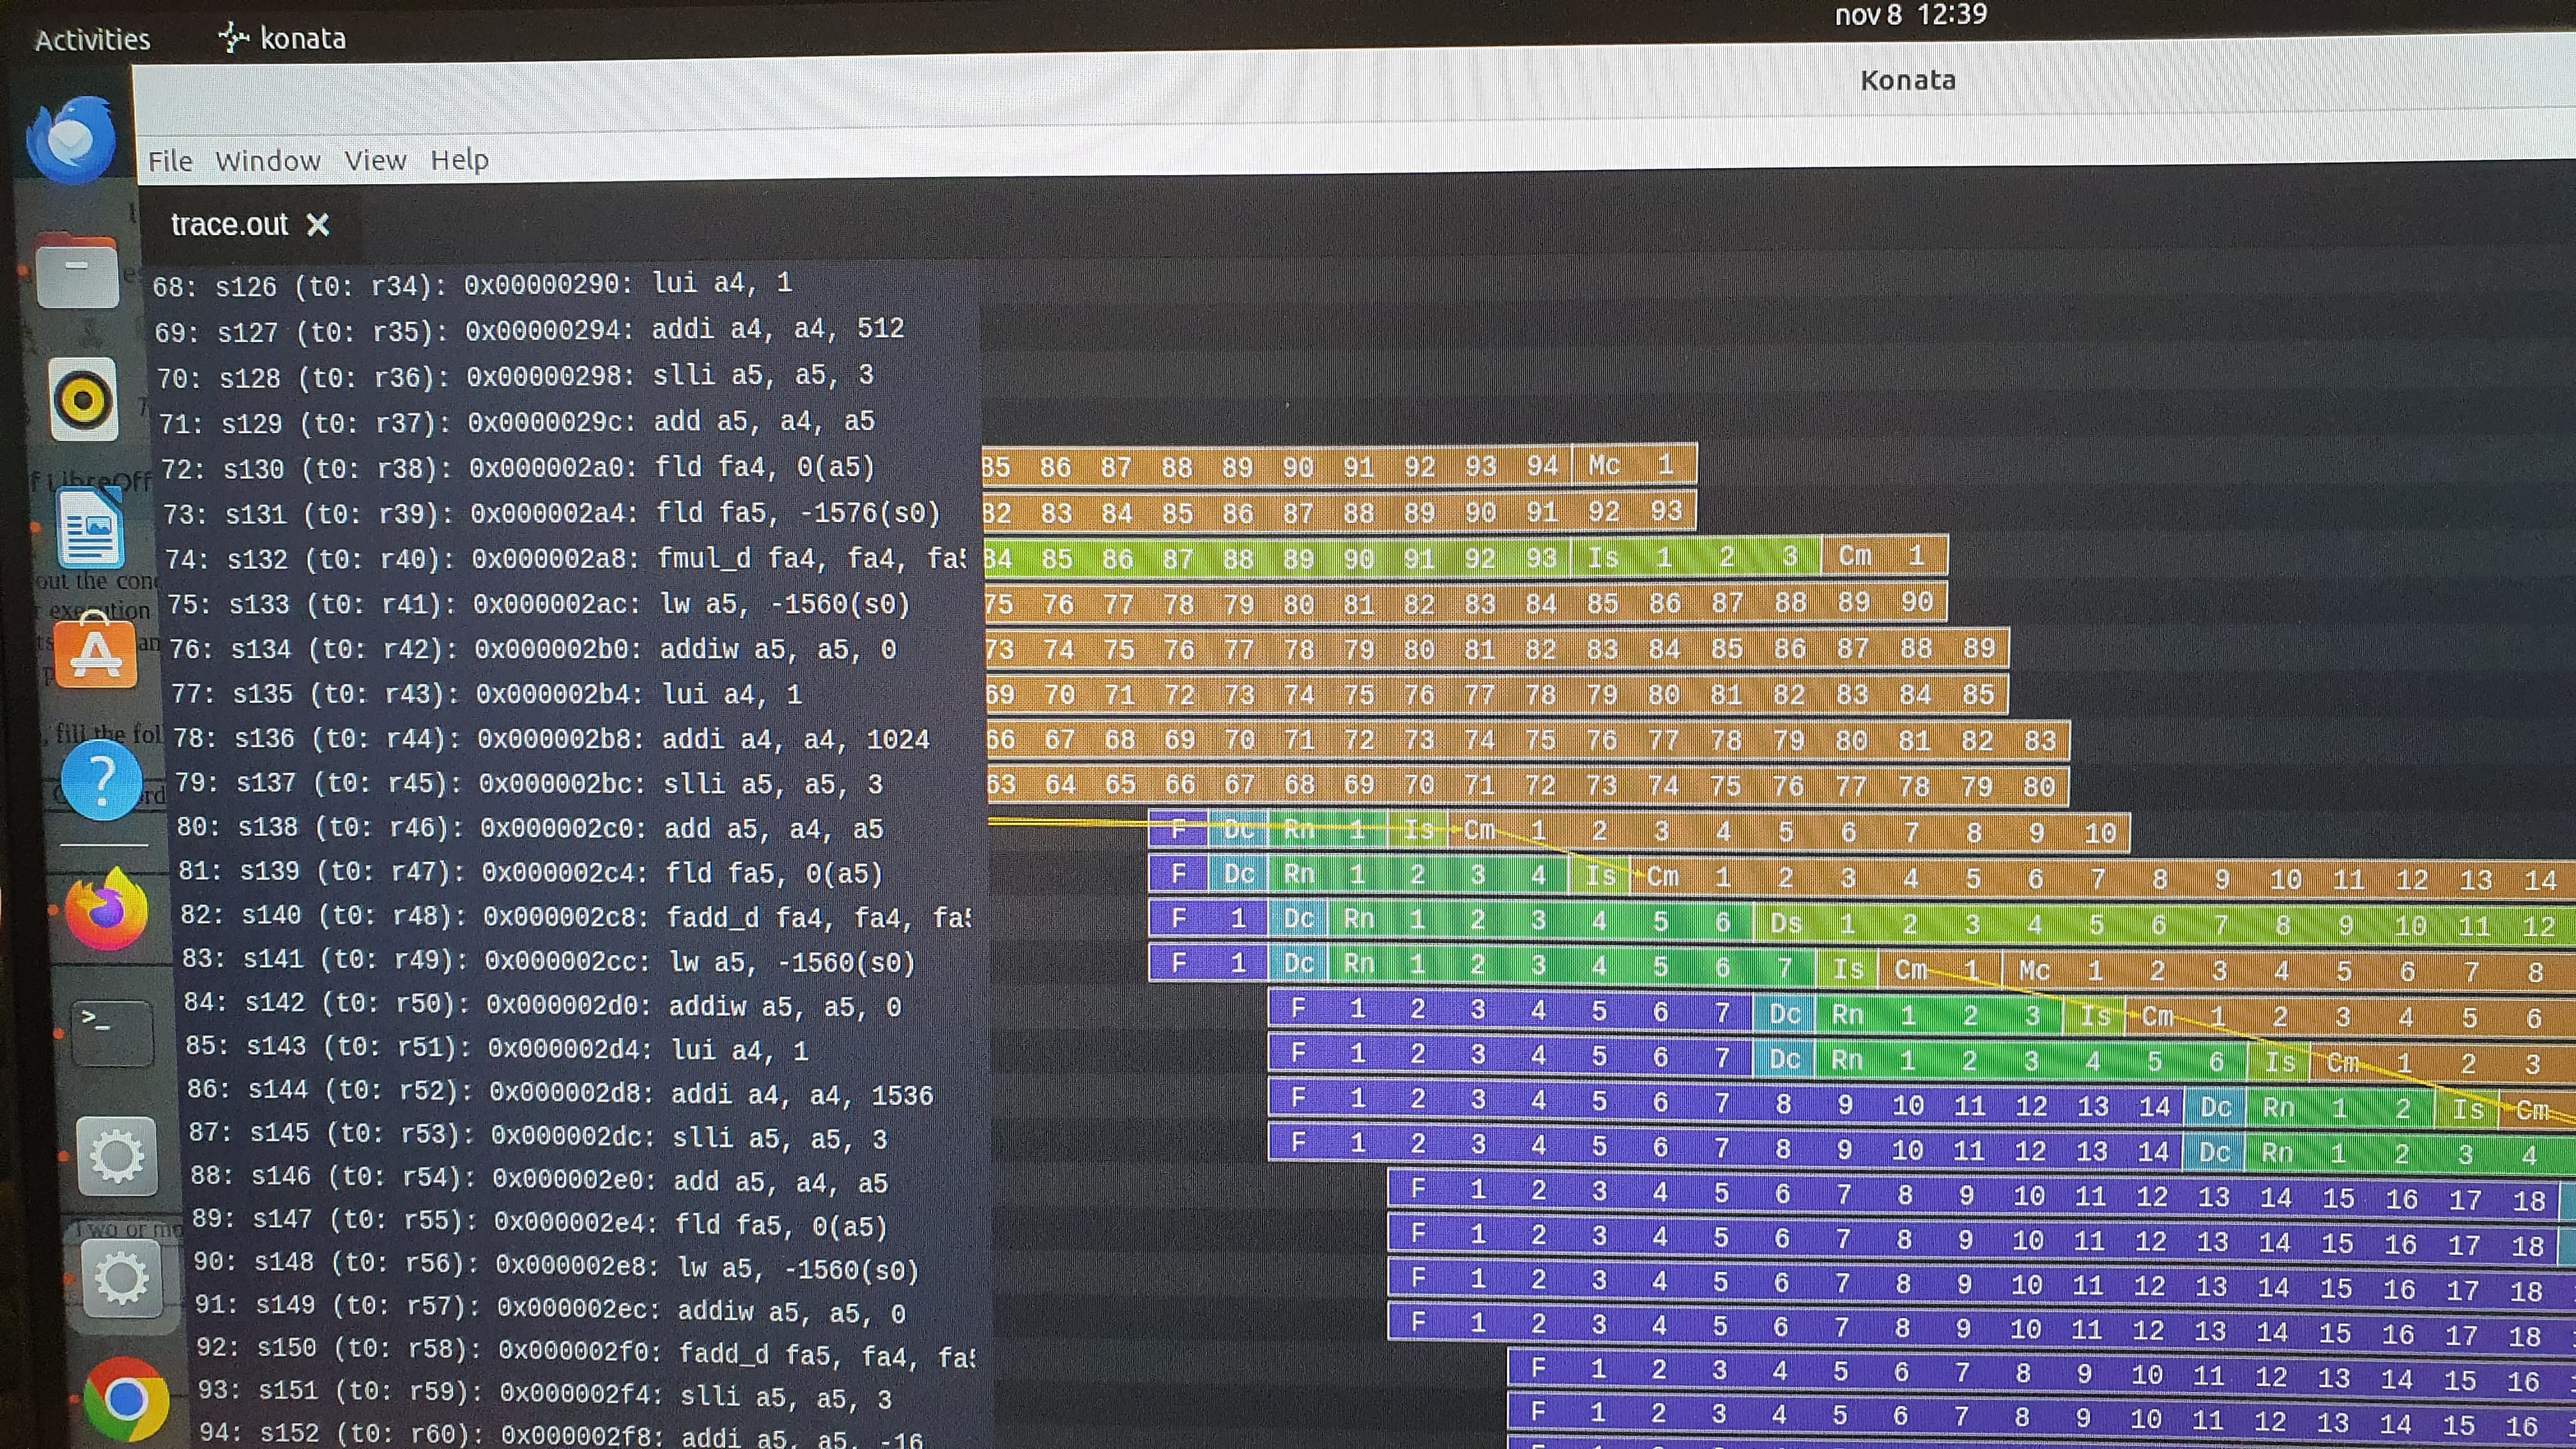 nov 8 12:39
Activities konata
Konata
File Window View Help
trace.out ×
68: s126 (t0: r34): 0x00000290: lui a4, 1
69: s127 (t0: r35): 0x00000294: addi a4, a4, 512
70: s128 (t0: r36): 0x00000298: slli a5, a5, 3
71: s129 (t0: r37): 0x0000029c: add a5, a4, a5
72: s130 (t0: r38): 0x000002a0: fld fa4, 0(a5) 85 86 87 88 89 90 91 92 93 94 Mc 1
73: s131 (t0: r39): 0x000002a4: fld fa5, -1576(s0) 82 83 84 85 86 87 88 89 90 91 92 93
74: s132 (t0: r40): 0x000002a8: fmul_d fa4, fa4, fa5 84 85 86 87 88 89 90 91 92 93 Is 1 2 3 Cm 1
75: s133 (t0: r41): 0x000002ac: lw a5, -1560(s0) 75 76 77 78 79 80 81 82 83 84 85 86 87 88 89 90
76: s134 (t0: r42): 0x000002b0: addiw a5, a5, 0 73 74 75 76 77 78 79 80 81 82 83 84 85 86 87 88 89
77: s135 (t0: r43): 0x000002b4: lui a4, 1 69 70 71 72 73 74 75 76 77 78 79 80 81 82 83 84 85
78: s136 (t0: r44): 0x000002b8: addi a4, a4, 1024 66 67 68 69 70 71 72 73 74 75 76 77 78 79 80 81 82 83
79: s137 (t0: r45): 0x000002bc: slli a5, a5, 3 63 64 65 66 67 68 69 70 71 72 73 74 75 76 77 78 79 80
80: s138 (t0: r46): 0x000002c0: add a5, a4, a5 F Dc Rn 1 Is Cm 1 2 3 4 5 6 7 8 9 10
81: s139 (t0: r47): 0x000002c4: fld fa5, 0(a5) F Dc Rn 1 2 3 4 Is Cm 1 2 3 4 5 6 7 8 9 10 11 12 13 14
82: s140 (t0: r48): 0x000002c8: fadd_d fa4, fa4, fa5 F 1 Dc Rn 1 2 3 4 5 6 Ds 1 2 3 4 5 6 7 8 9 10 11 12
83: s141 (t0: r49): 0x000002cc: lw a5, -1560(s0) F 1 Dc Rn 1 2 3 4 5 6 7 Is Cm 1 Mc 1 2 3 4 5 6 7 8
84: s142 (t0: r50): 0x000002d0: addiw a5, a5, 0 F 1 2 3 4 5 6 7 Dc Rn 1 2 3 Is Cm 1 2 3 4 5 6
85: s143 (t0: r51): 0x000002d4: lui a4, 1 F 1 2 3 4 5 6 7 Dc Rn 1 2 3 4 5 6 Is Cm 1 2 3
86: s144 (t0: r52): 0x000002d8: addi a4, a4, 1536 F 1 2 3 4 5 6 7 8 9 10 11 12 13 14 Dc Rn 1 2 Is Cm
87: s145 (t0: r53): 0x000002dc: slli a5, a5, 3 F 1 2 3 4 5 6 7 8 9 10 11 12 13 14 Dc Rn 1 2 3 4
88: s146 (t0: r54): 0x000002e0: add a5, a4, a5 F 1 2 3 4 5 6 7 8 9 10 11 12 13 14 15 16 17 18
89: s147 (t0: r55): 0x000002e4: fld fa5, 0(a5) F 1 2 3 4 5 6 7 8 9 10 11 12 13 14 15 16 17 18
90: s148 (t0: r56): 0x000002e8: lw a5, -1560(s0) F 1 2 3 4 5 6 7 8 9 10 11 12 13 14 15 16 17 18
91: s149 (t0: r57): 0x000002ec: addiw a5, a5, 0 F 1 2 3 4 5 6 7 8 9 10 11 12 13 14 15 16 17 18
92: s150 (t0: r58): 0x000002f0: fadd_d fa5, fa4, fa5 F 1 2 3 4 5 6 7 8 9 10 11 12 13 14 15 16
93: s151 (t0: r59): 0x000002f4: slli a5, a5, 3 F 1 2 3 4 5 6 7 8 9 10 11 12 13 14 15 16
94: s152 (t0: r60): 0x000002f8: addi a5, a5, -16